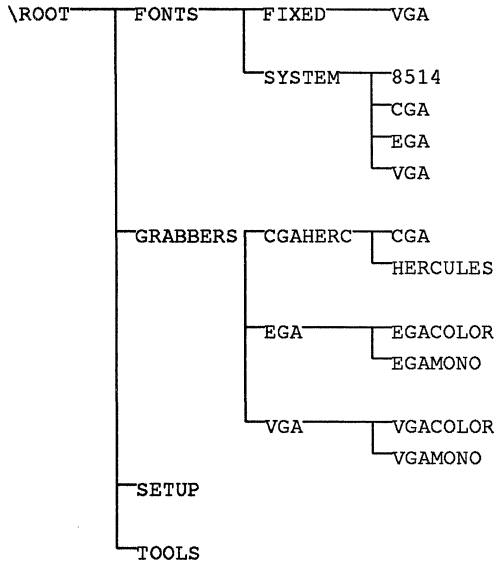 \ROOT FONTS FIXED VGA
SYSTEM 8514
CGA
EGA
VGA
GRABBERS CGAHERC CGA
HERCULES
EGA EGACOLOR
EGAMONO
VGA VGACOLOR
VGAMONO
SETUP
TOOLS